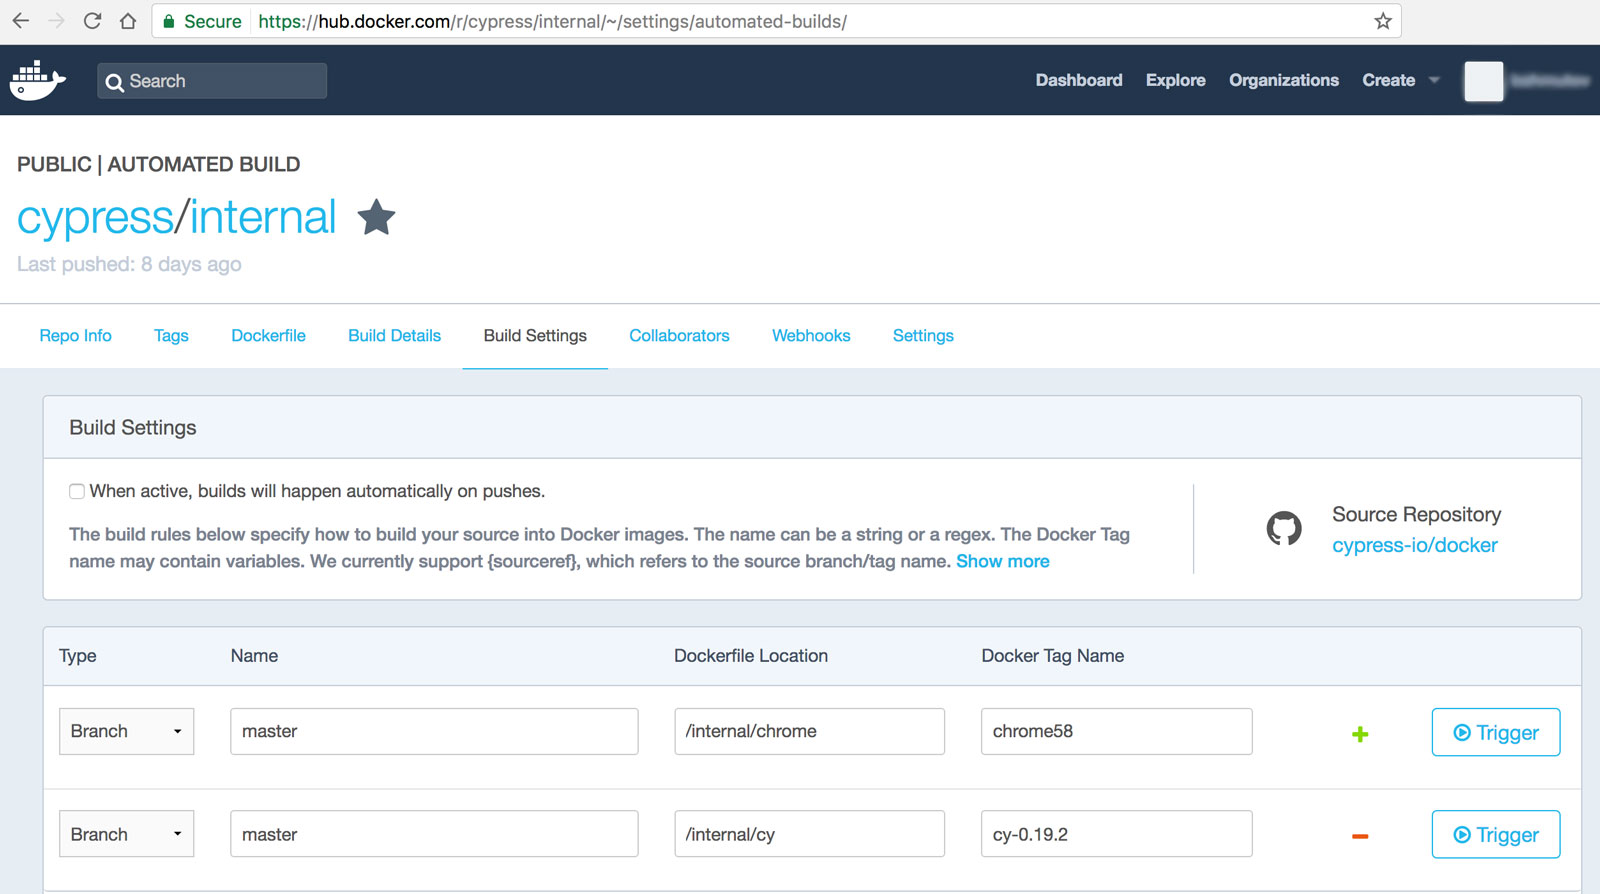 Secure https://hub.docker.com/r/cypress/internal/~/settings/automated-builds/
Search Dashboard Explore Organizations Create
PUBLIC | AUTOMATED BUILD
cypress/internal
Last pushed: 8 days ago
Repo Info Tags Dockerfile Build Details Build Settings Collaborators Webhooks Settings
Build Settings
When active, builds will happen automatically on pushes.
The build rules below specify how to build your source into Docker images. The name can be a string or a regex. The Docker Tag
name may contain variables. We currently support {sourceref}, which refers to the source branch/tag name. Show more
Source Repository
cypress-io/docker
Type Name Dockerfile Location Docker Tag Name
Branch master /internal/chrome chrome58 Trigger
Branch master /internal/cy cy-0.19.2 Trigger